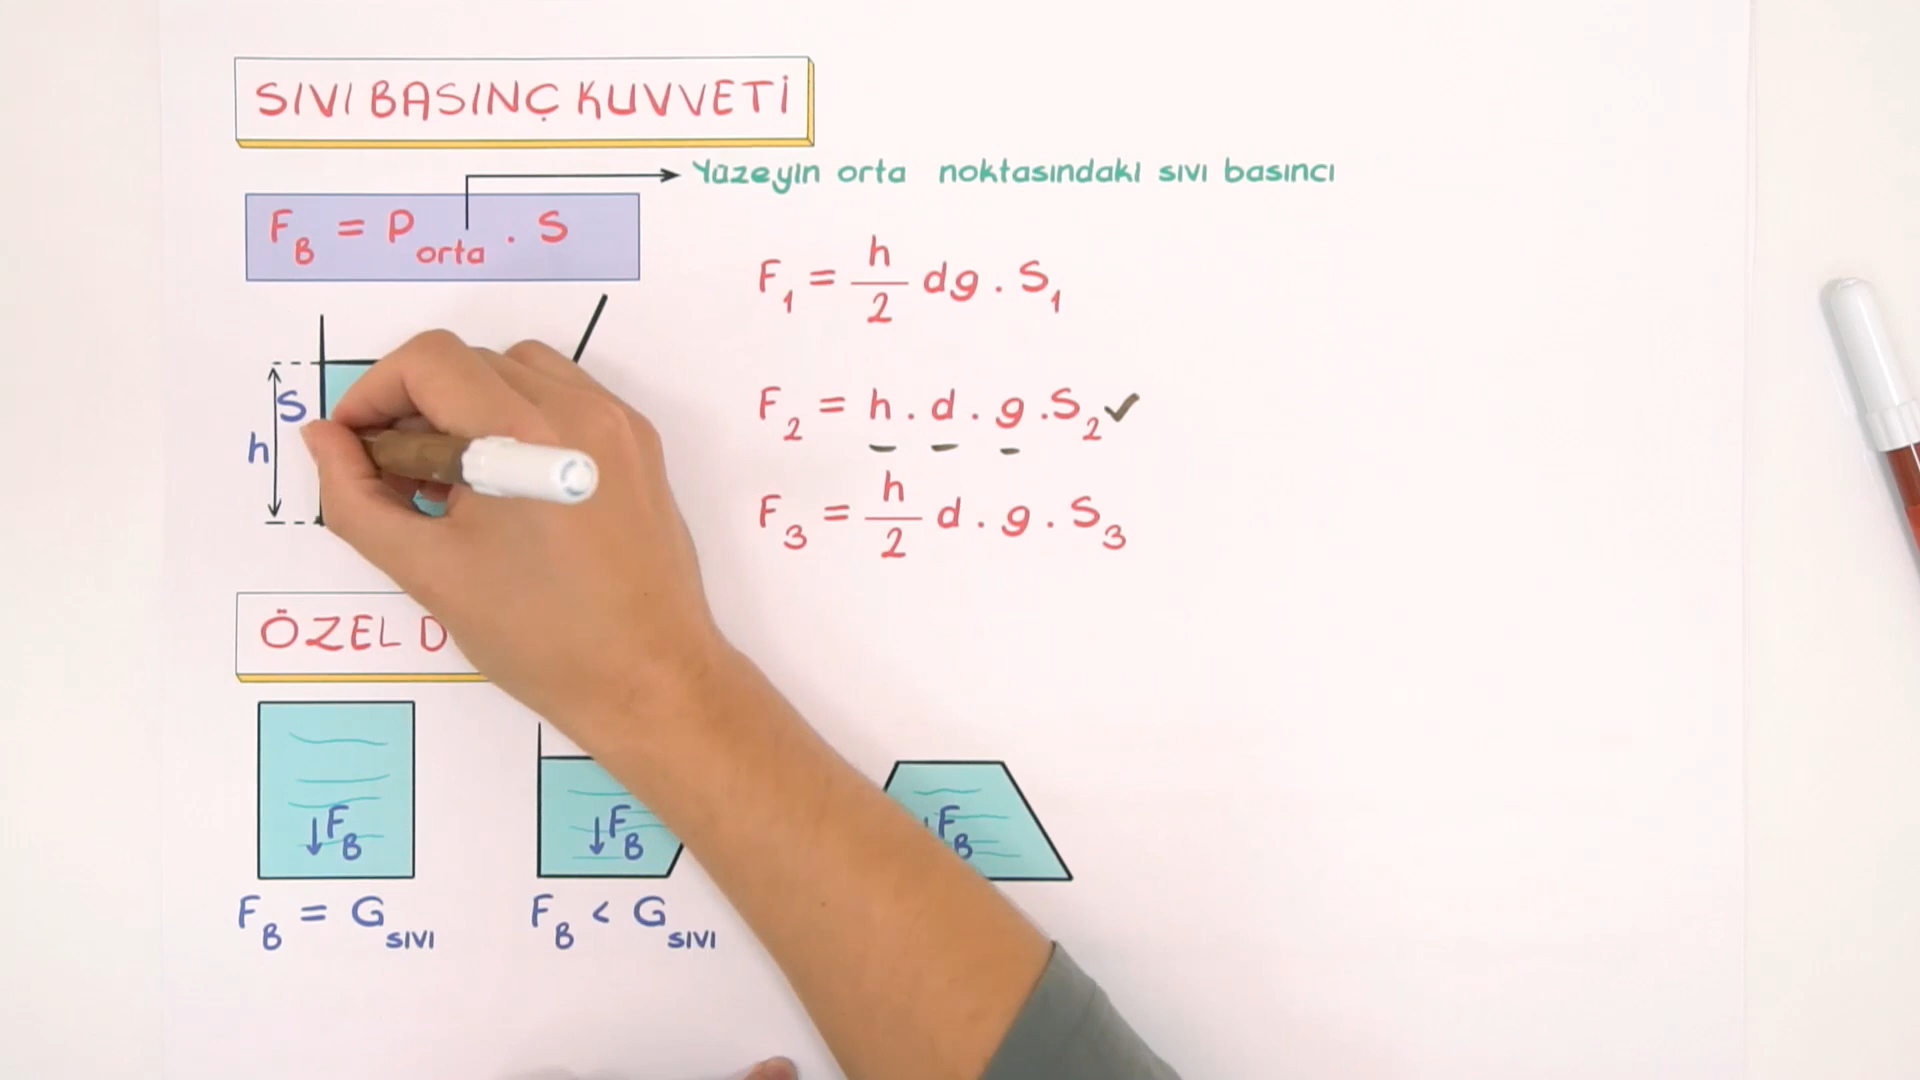 SIVI BASINÇ KUVVETİ
Yüzeyin orta noktasındaki sıvı basıncı
F_B = P_orta . S
F_1 = h/2 dg . S_1
S
h
F_2 = h . d . g . S_2 ✓
F_3 = h/2 d . g . S_3
ÖZEL D
F_B
F_B
F_B
F_B = G_sıvı
F_B < G_sıvı